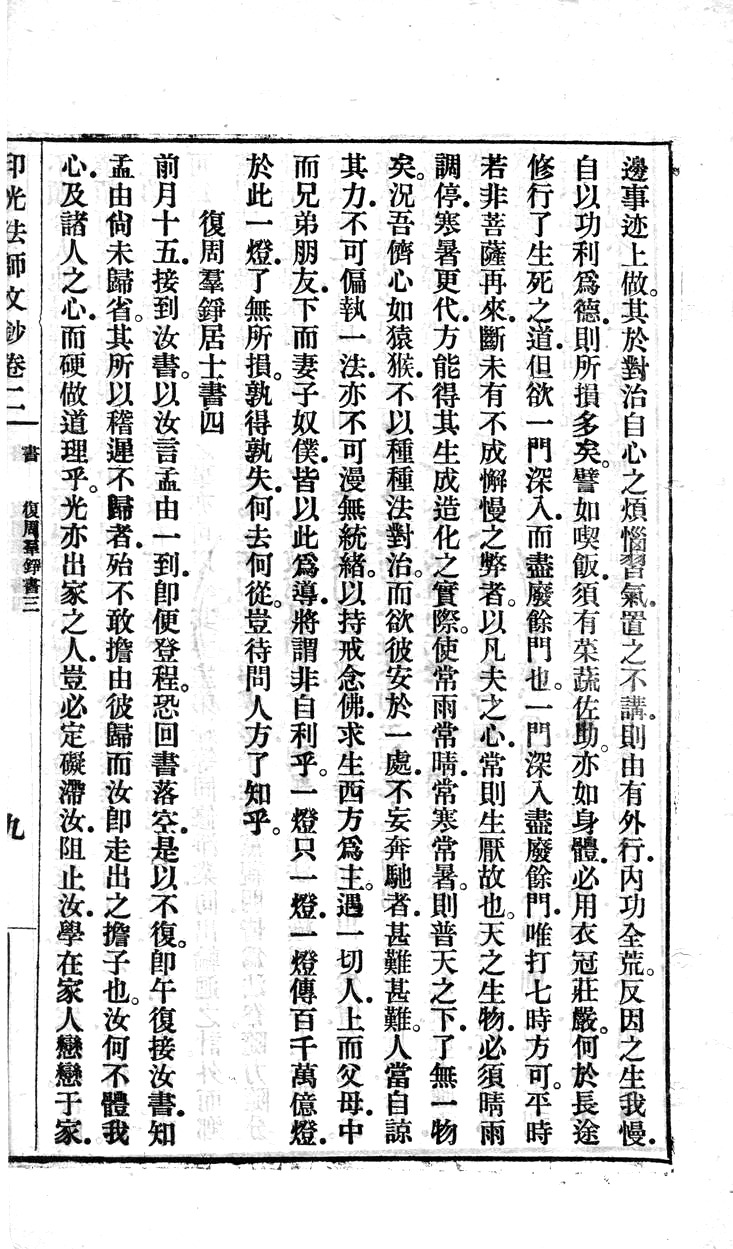 邊事迹上做。其於對治自心之煩惱習氣。置之不講。則由有外行。內功全荒。反因之生我慢。
自以功利爲德。則所損多矣。譬如喫飯。須有菜蔬佐助。亦如身體。必用衣冠莊嚴。何於長途
修行了生死之道。但欲一門深入。而盡廢餘門也。一門深入盡廢餘門。唯打七時方可。平時
若非菩薩再來。斷未有不成懈慢之弊者。以凡夫之心。常則生厭故也。天之生物。必須晴雨
調停。寒暑更代。方能得其生成造化之實際。使常雨常晴。常寒常暑。則普天之下。了無一物
矣。況吾儕心如猿猴。不以種種法對治。而欲彼安於一處。不妄奔馳者。甚難甚難。人當自諒
其力。不可偏執一法。亦不可漫無統緒。以持戒念佛。求生西方爲主。遇一切人。上而父母。中
而兄弟朋友。下而妻子奴僕。皆以此爲導。將謂非自利乎。一燈只一燈。一燈傳百千萬億燈。
於此一燈。了無所損。孰得孰失。何去何從。豈待問人方了知乎。
復周羣錚居士書四
前月十五。接到汝書。以汝言孟由一到。卽便登程。恐回書落空。是以不復。卽午復接汝書。知
孟由尙未歸省。其所以稽遲不歸者。殆不敢擔由彼歸而汝卽走出之擔子也。汝何不體我
心。及諸人之心。而硬做道理乎。光亦出家之人。豈必定礙滯汝。阻止汝。學在家人戀戀于家。
印光法師文鈔卷二 書 復周羣錚書三 九